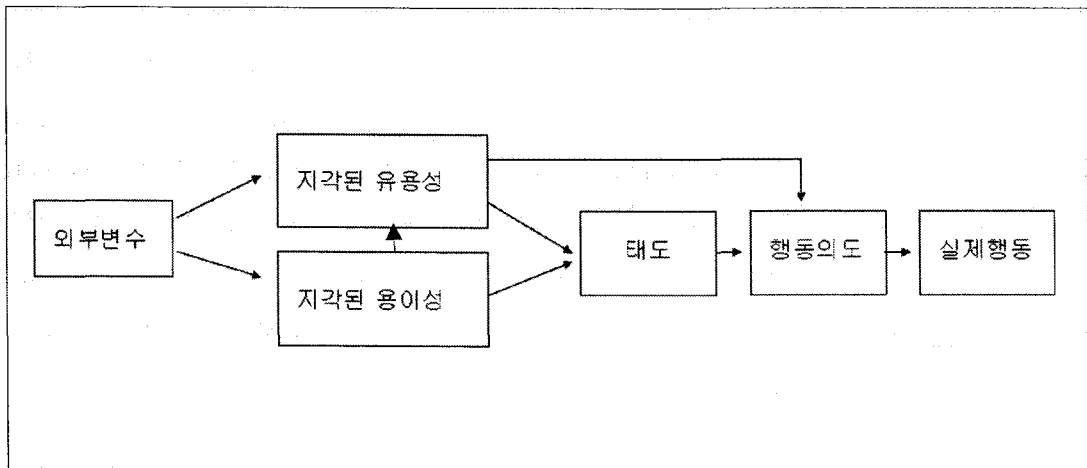 지각된 유용성
외부변수
지각된 용이성
태도
행동의도
실제행동